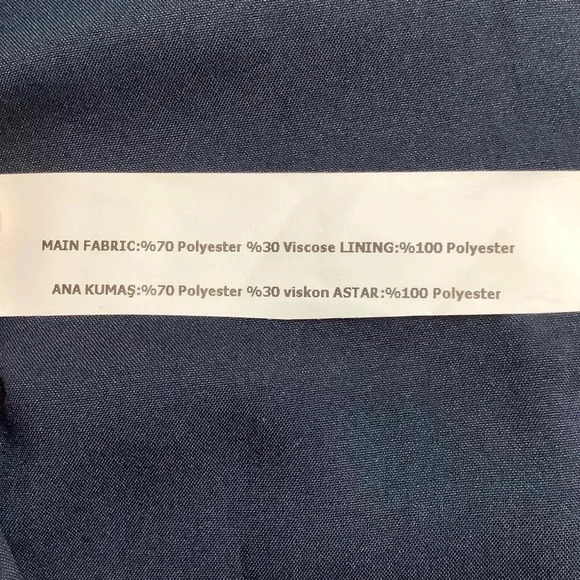 MAIN FABRIC:%70 Polyester %30 Viscose LINING:%100 Polyester
ANA KUMAŞ:%70 Polyester %30 viskon ASTAR:%100 Polyester